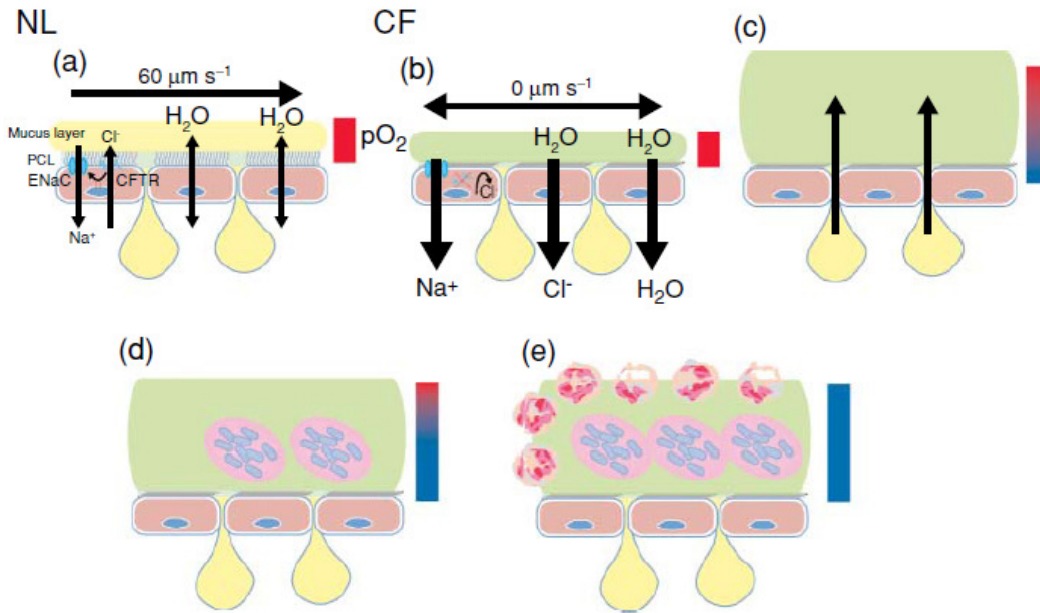 NL
CF
(a)
60 μm s⁻¹
H₂O
H₂O
Mucus layer
Cl⁻
PCL
ENaC
CFTR
Na⁺
pO₂
(b)
0 μm s⁻¹
H₂O
H₂O
Cl
Na⁺
Cl⁻
H₂O
(c)
(d)
(e)